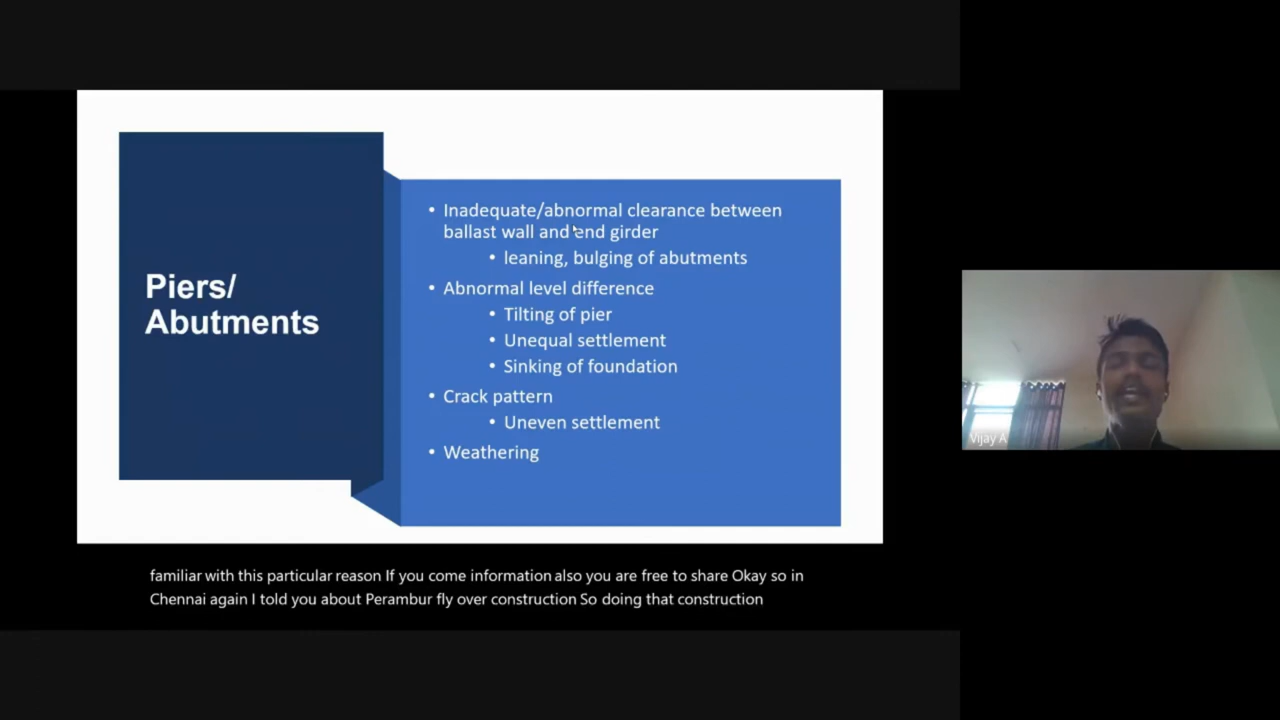 Piers/
Abutments
• Inadequate/abnormal clearance between
ballast wall and end girder
• leaning, bulging of abutments
• Abnormal level difference
• Tilting of pier
• Unequal settlement
• Sinking of foundation
• Crack pattern
• Uneven settlement
• Weathering
Vijay A
familiar with this particular reason If you come information also you are free to share Okay so in
Chennai again I told you about Perambur fly over construction So doing that construction